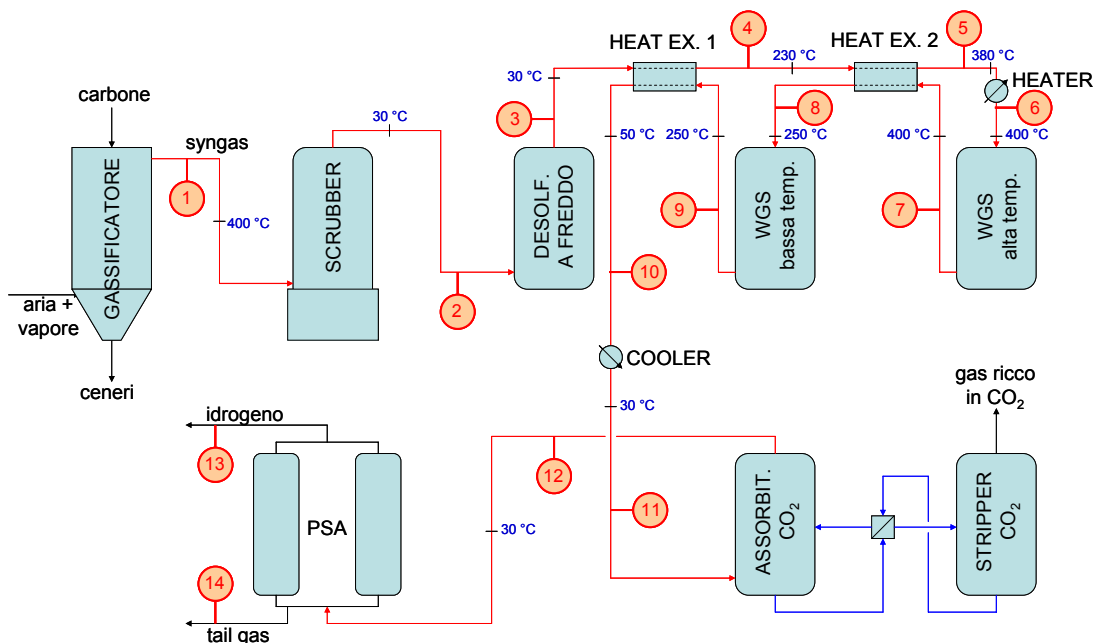 carbone
syngas
1
400 °C
GASSIFICATORE
aria +
vapore
ceneri
30 °C
SCRUBBER
2
3
30 °C
DESOLF.
A FREDDO
HEAT EX. 1
4
230 °C
HEAT EX. 2
5
380 °C
HEATER
6
400 °C
8
250 °C
250 °C
50 °C
400 °C
WGS
bassa temp.
WGS
alta temp.
9
7
10
COOLER
30 °C
11
12
30 °C
idrogeno
13
PSA
14
tail gas
ASSORBIT.
CO2
STRIPPER
CO2
gas ricco
in CO2